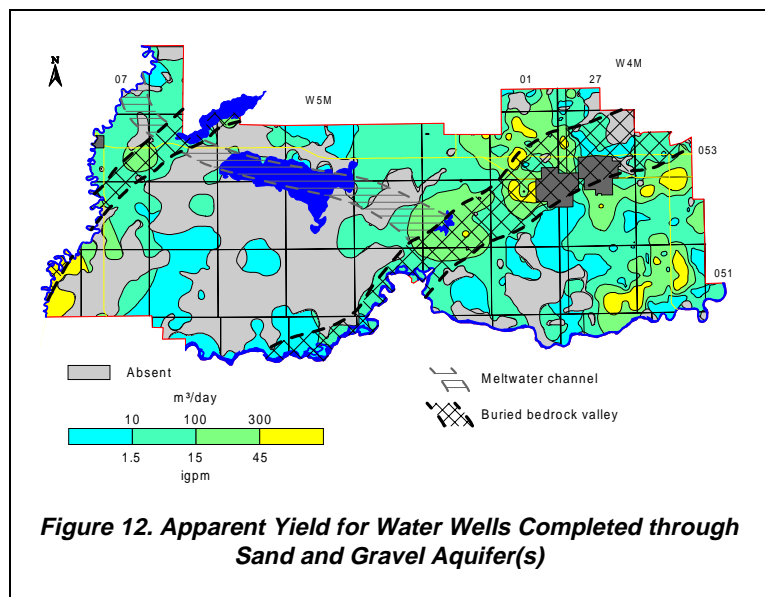 N
07
W5M
01
27
W4M
053
051
Absent
m³/day
10 100 300
1.5 15 45
igpm
Meltwater channel
Buried bedrock valley
Figure 12. Apparent Yield for Water Wells Completed through
Sand and Gravel Aquifer(s)